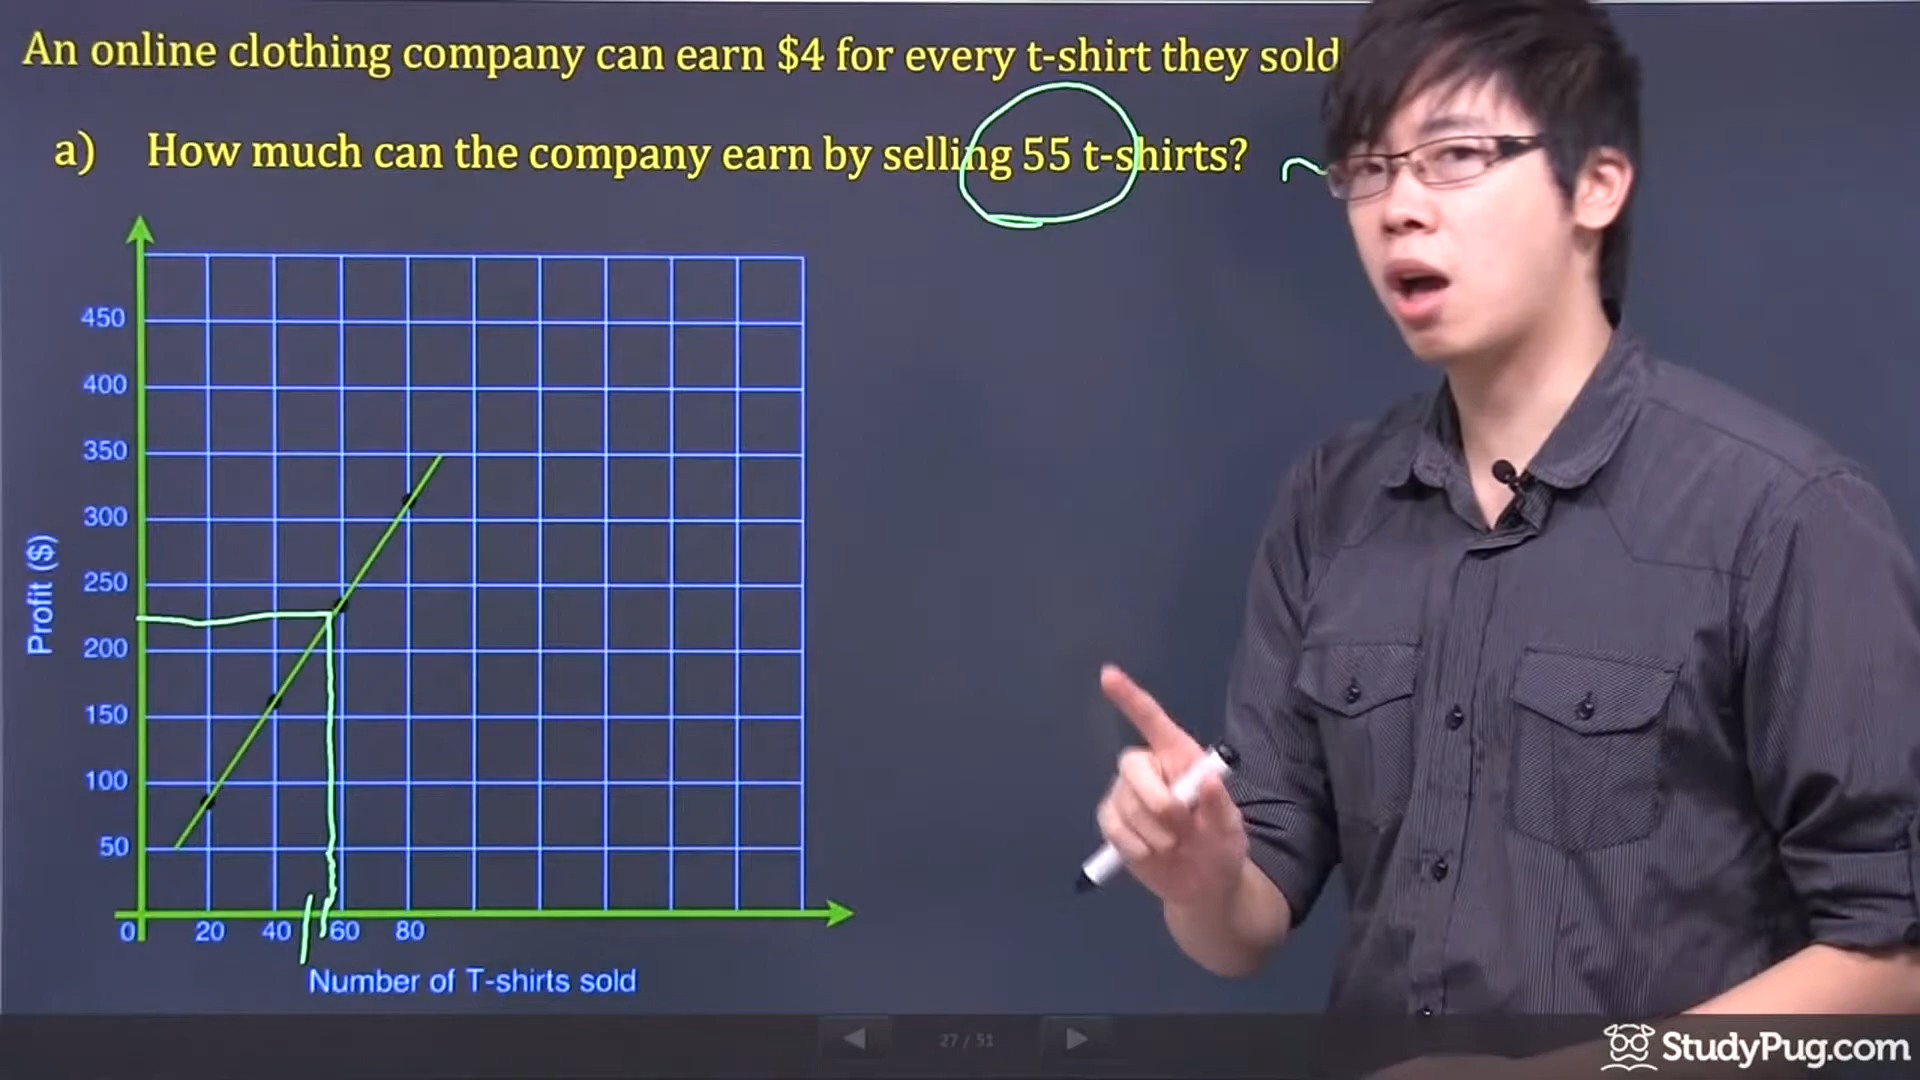 An online clothing company can earn $4 for every t-shirt they sold
a) How much can the company earn by selling 55 t-shirts?
450
400
350
300
250
200
150
100
50
0 20 40 60 80
Profit ($)
Number of T-shirts sold
27 / 51
StudyPug.com